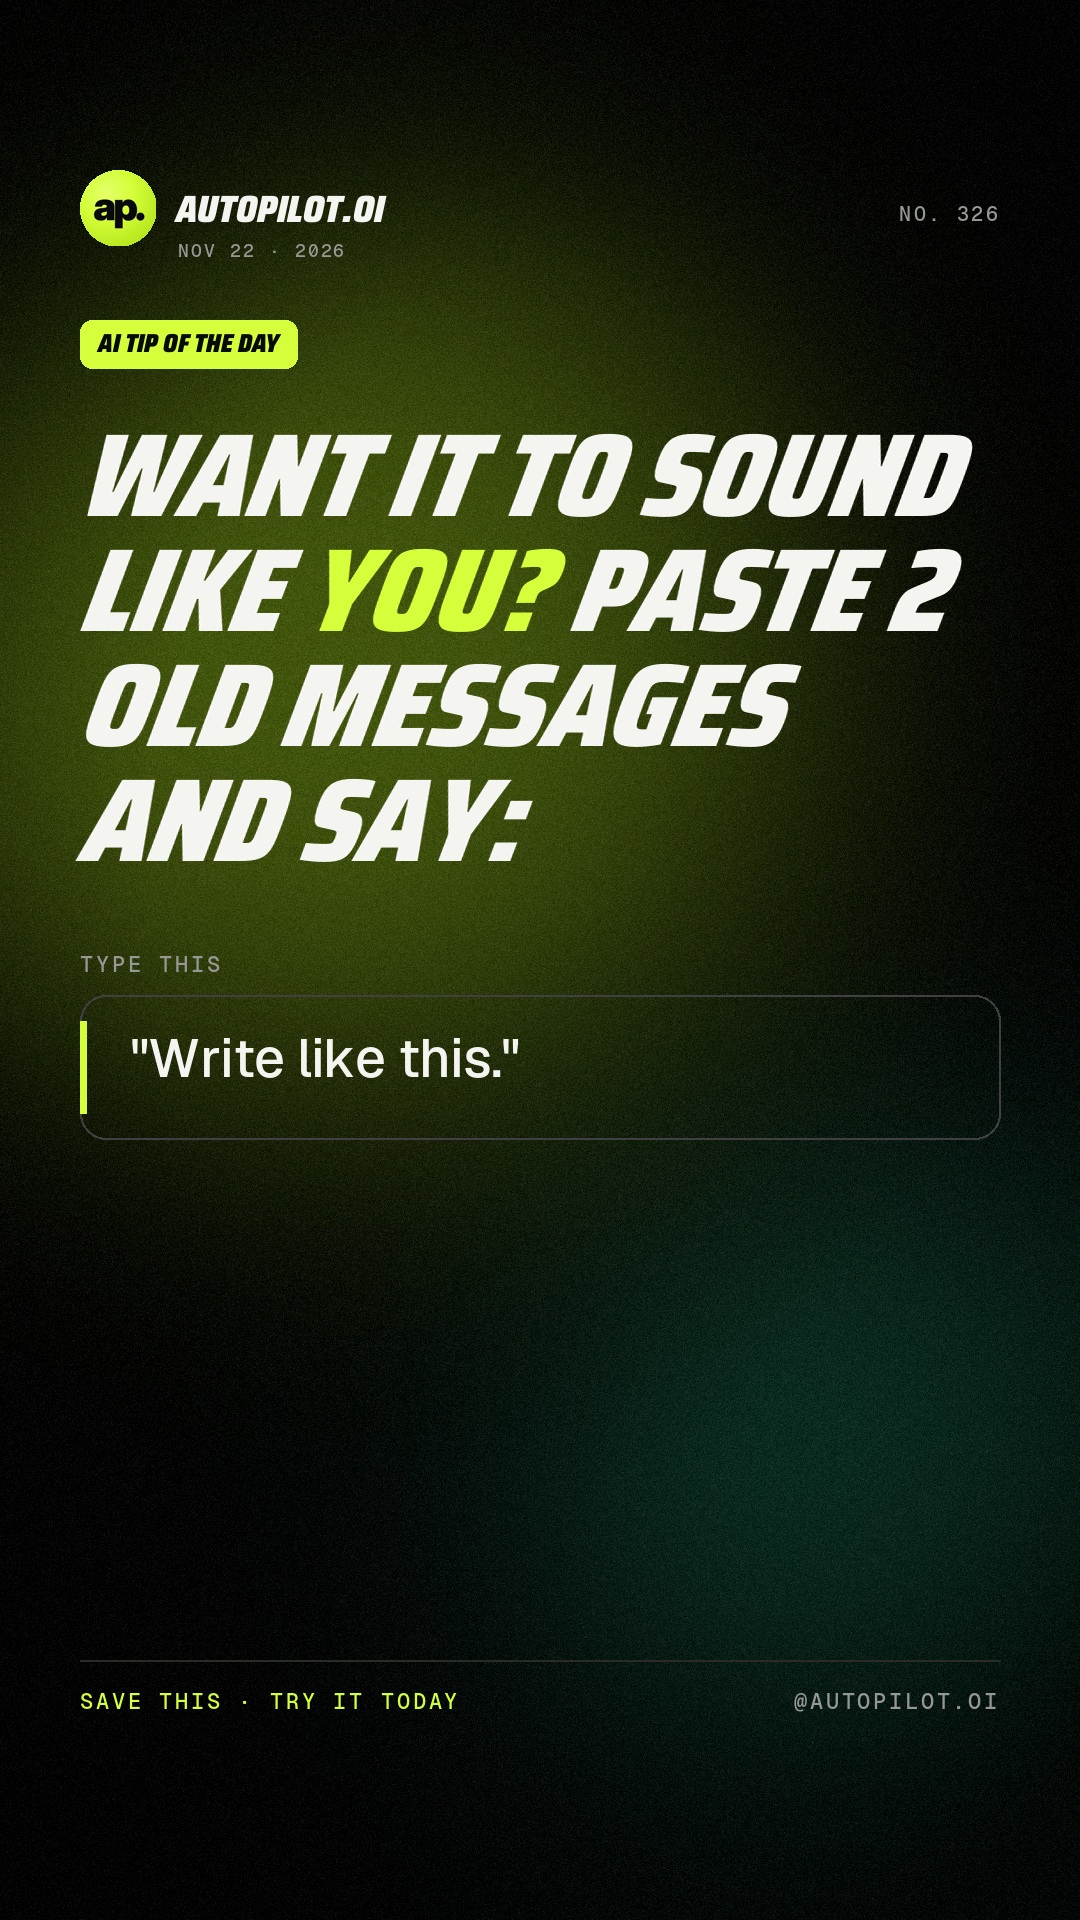 ap.
AUTOPILOT.OI
NOV 22 · 2026
NO. 326
AI TIP OF THE DAY
WANT IT TO SOUND
LIKE YOU? PASTE 2
OLD MESSAGES
AND SAY:
TYPE THIS
"Write like this."
SAVE THIS · TRY IT TODAY
@AUTOPILOT.OI